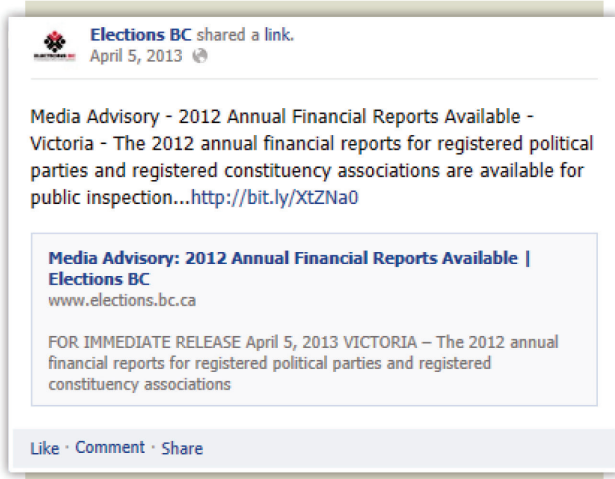 Elections BC shared a link.
April 5, 2013
ELECTIONS BC
Media Advisory - 2012 Annual Financial Reports Available -
Victoria - The 2012 annual financial reports for registered political
parties and registered constituency associations are available for
public inspection...http://bit.ly/XtZNa0
Media Advisory: 2012 Annual Financial Reports Available |
Elections BC
www.elections.bc.ca
FOR IMMEDIATE RELEASE April 5, 2013 VICTORIA – The 2012 annual
financial reports for registered political parties and registered
constituency associations
Like · Comment · Share